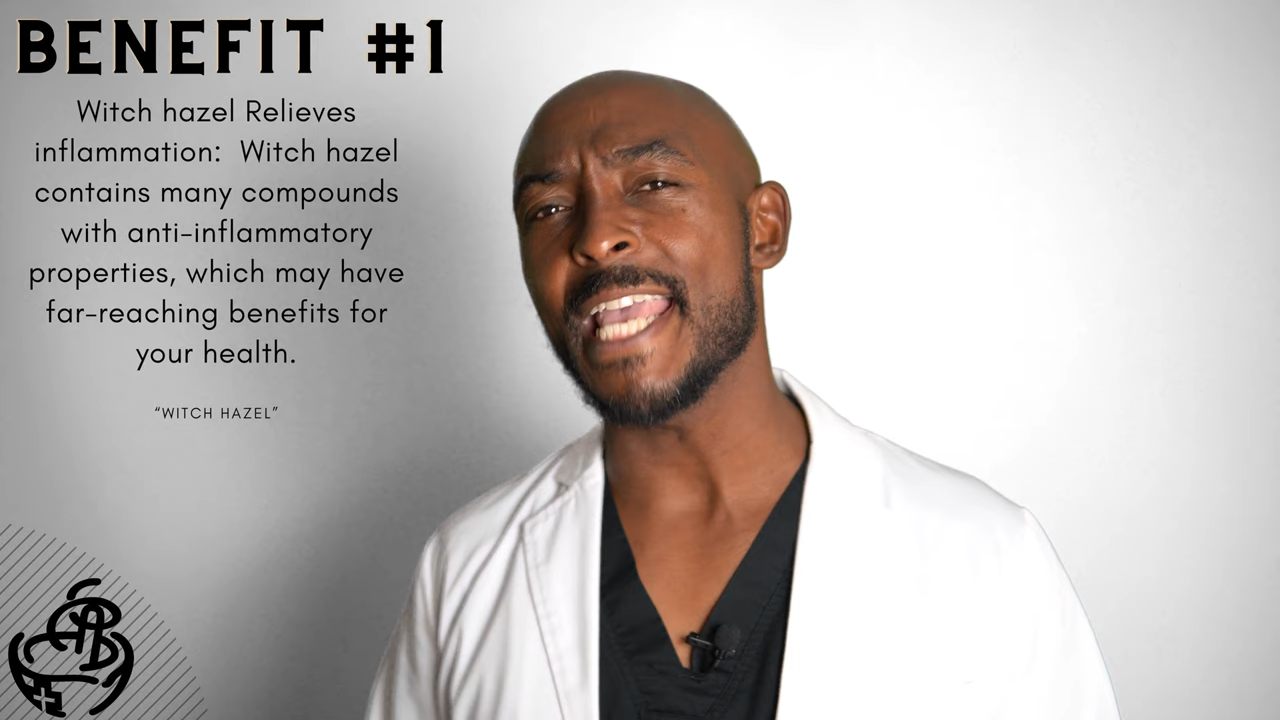 BENEFIT #1
Witch hazel Relieves
inflammation:  Witch hazel
contains many compounds
with anti-inflammatory
properties, which may have
far-reaching benefits for
your health.
“WITCH HAZEL”